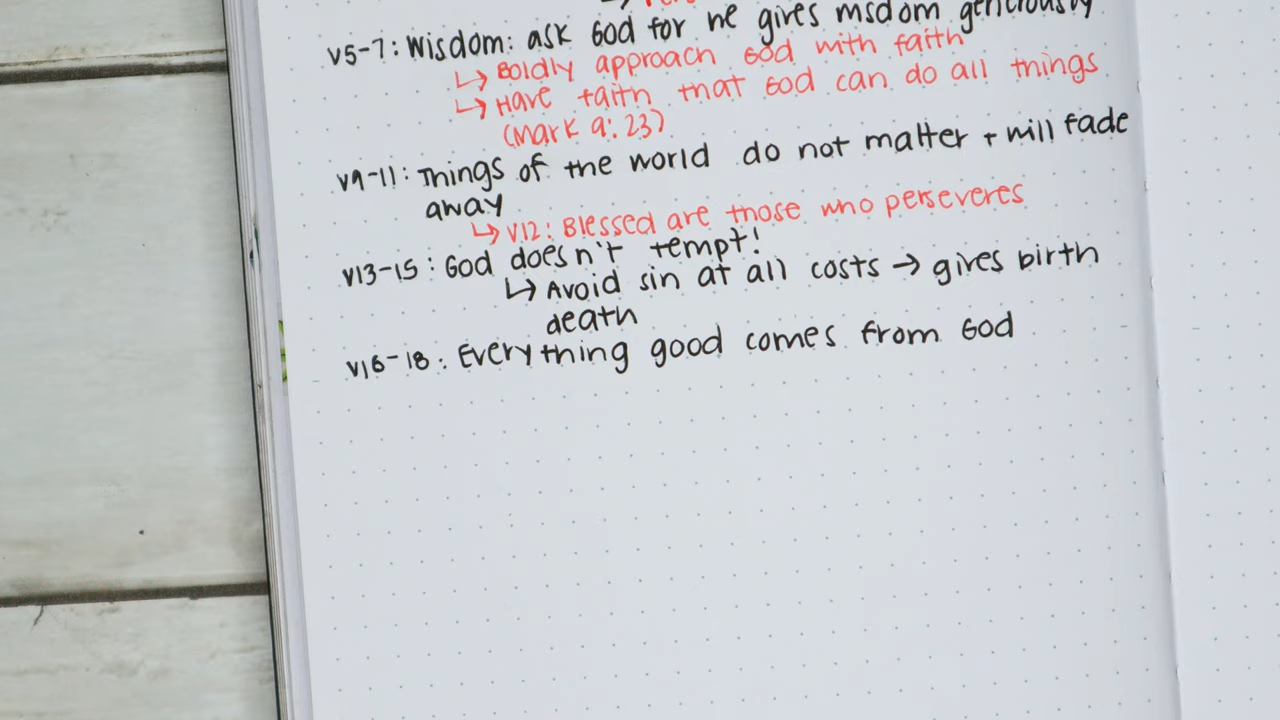 v5-7: Wisdom: ask God for he gives wisdom generously
↳ Boldly approach God with faith
↳ Have faith that God can do all things
(Mark 9:23)
v9-11: Things of the world do not matter + will fade
away
↳ v12: Blessed are those who perseveres
v13-15: God doesn't tempt!
↳ Avoid sin at all costs → gives birth
death
v16-18: Everything good comes from God